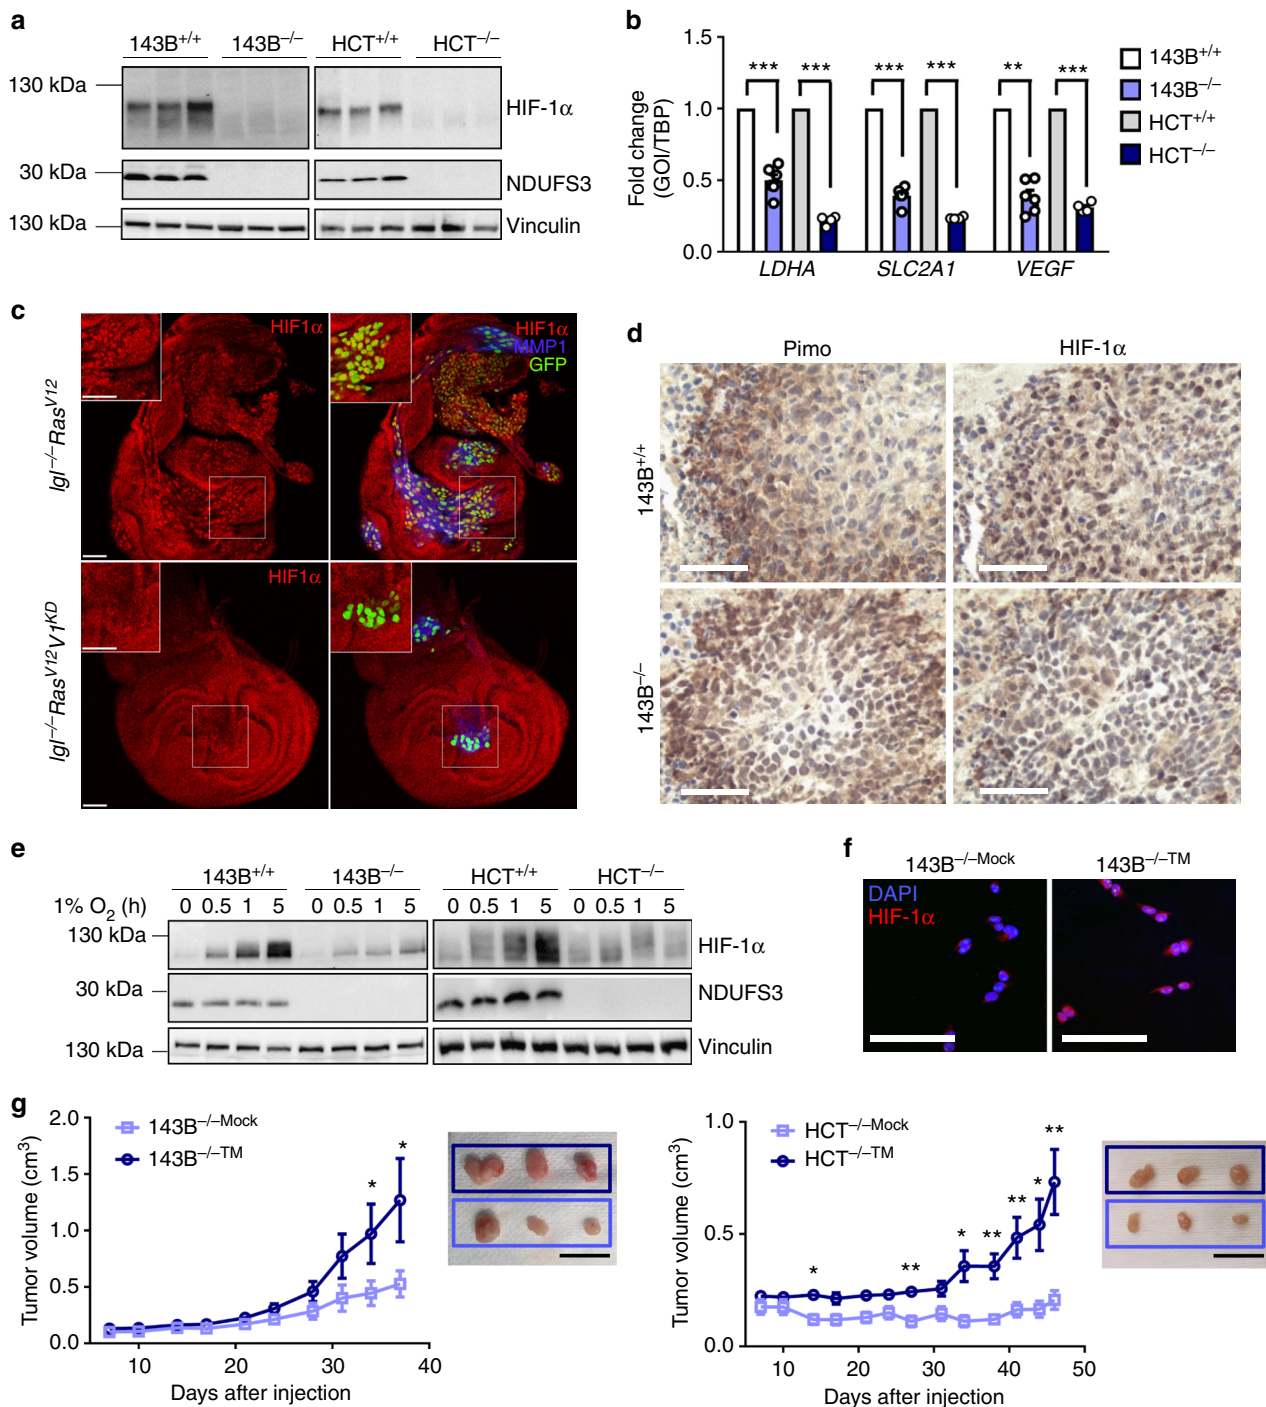 a
143B+/+ 143B−/− HCT+/+ HCT−/−
130 kDa
HIF-1α
30 kDa
NDUFS3
130 kDa
Vinculin
b
1.5
1.0
0.5
0.0
Fold change
(GOI/TBP)
*** *** *** *** ** ***
LDHA SLC2A1 VEGF
143B+/+
143B−/−
HCT+/+
HCT−/−
c
HIF1α
HIF1α
MMP1
GFP
lgl−/−RasV12
HIF1α
lgl−/−RasV12V1KD
d
Pimo HIF-1α
143B+/+
143B−/−
e
143B+/+ 143B−/− HCT+/+ HCT−/−
1% O2 (h) 0 0.5 1 5 0 0.5 1 5 0 0.5 1 5 0 0.5 1 5
130 kDa
HIF-1α
30 kDa
NDUFS3
130 kDa
Vinculin
f
143B−/−Mock 143B−/−TM
DAPI
HIF-1α
g
2.0
1.5
1.0
0.5
0.0
Tumor volume (cm3)
143B−/−Mock
143B−/−TM
* *
10 20 30 40
Days after injection
1.0
0.5
0.0
Tumor volume (cm3)
HCT−/−Mock
HCT−/−TM
* ** * ** ** * **
10 20 30 40 50
Days after injection